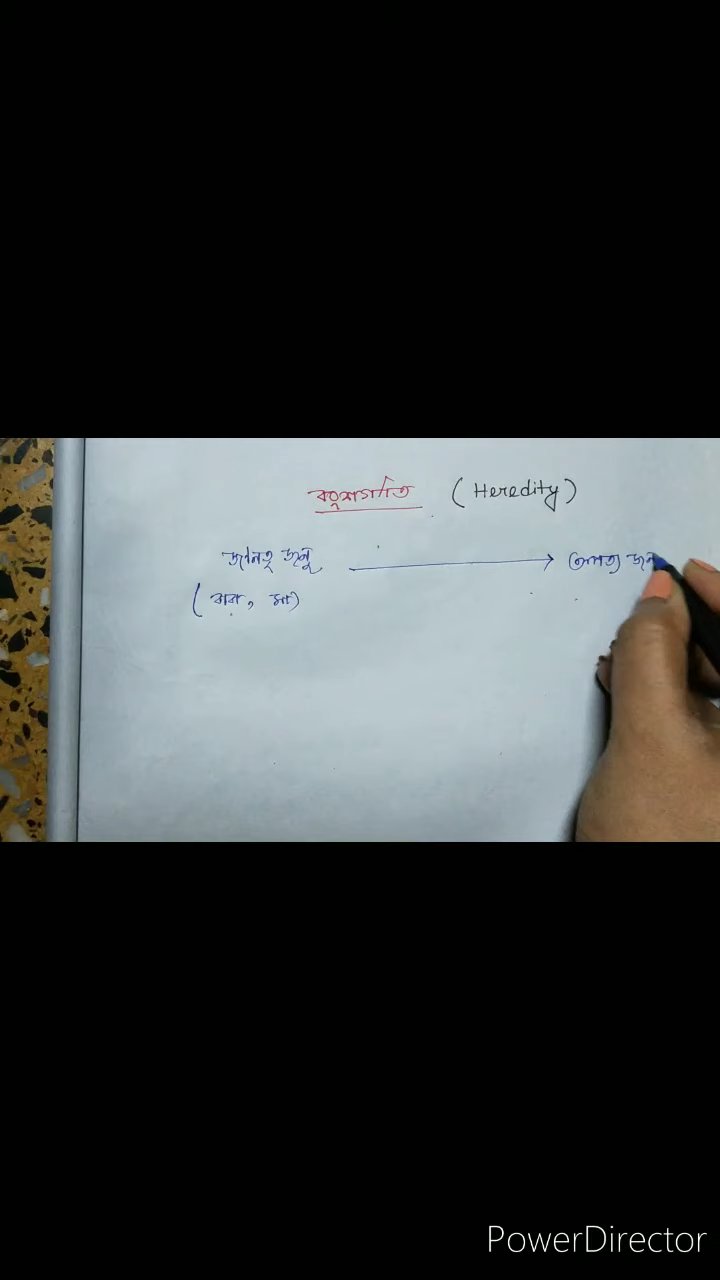 বংশগতি (Heredity)
জনিতৃ জনু → অপত্য জন
(বাবা, মা)
PowerDirector